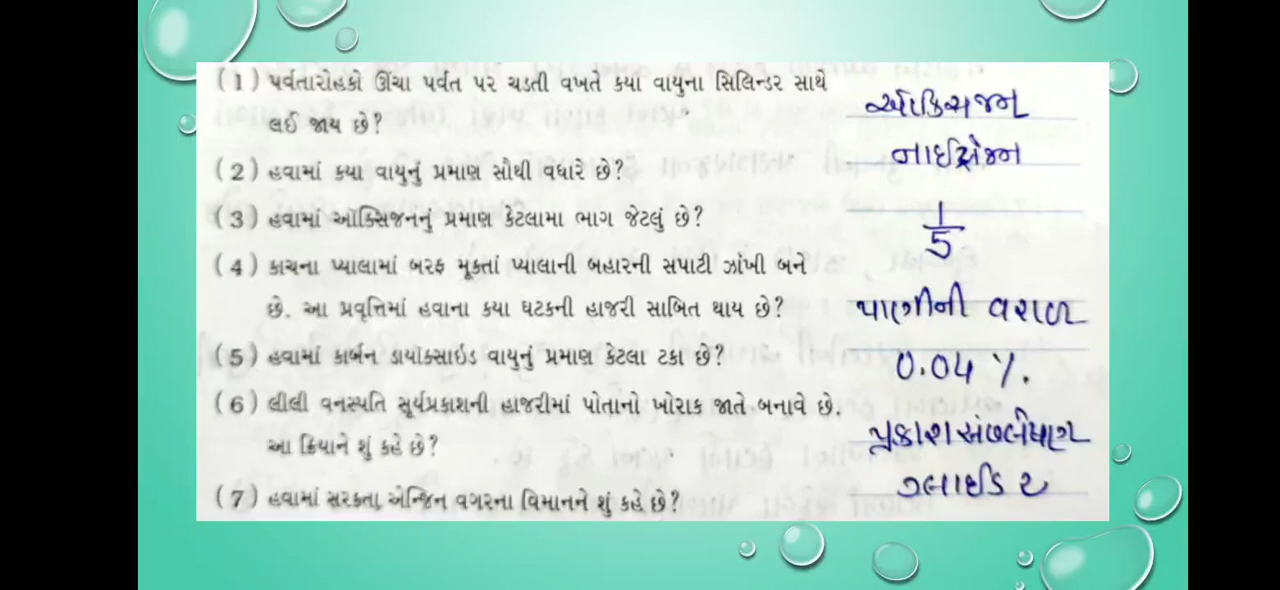 (1) પર્વતારોહકો ઊંચા પર્વત પર ચડતી વખતે કયા વાયુના સિલિન્ડર સાથે
લઈ જાય છે?
ઑક્સિજન
(2) હવામાં કયા વાયુનું પ્રમાણ સૌથી વધારે છે?
નાઇટ્રોજન
(3) હવામાં ઑક્સિજનનું પ્રમાણ કેટલામા ભાગ જેટલું છે?
1/5
(4) કાચના પ્યાલામાં બરફ મૂકતાં પ્યાલાની બહારની સપાટી ઝાંખી બને
છે. આ પ્રવૃત્તિમાં હવાના કયા ઘટકની હાજરી સાબિત થાય છે?
પાણીની વરાળ
(5) હવામાં કાર્બન ડાયૉક્સાઇડ વાયુનું પ્રમાણ કેટલા ટકા છે?
0.04 %.
(6) લીલી વનસ્પતિ સૂર્યપ્રકાશની હાજરીમાં પોતાનો ખોરાક જાતે બનાવે છે.
આ ક્રિયાને શું કહે છે?
પ્રકાશસંશ્લેષણ
(7) હવામાં સરકતા એન્જિન વગરના વિમાનને શું કહે છે?
ગ્લાઈડર